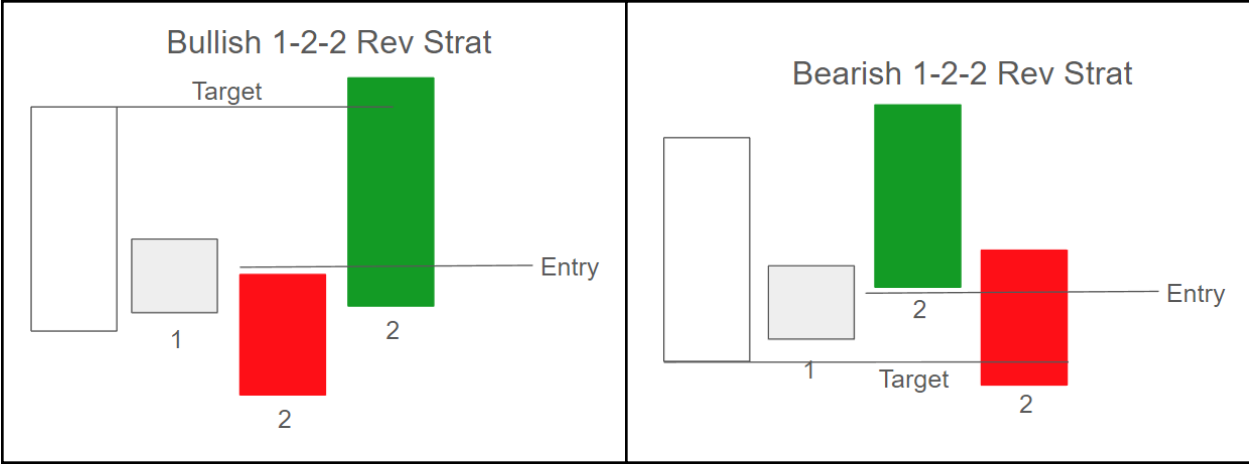 Bullish 1-2-2 Rev Strat
Target
Entry
1
2
2
Bearish 1-2-2 Rev Strat
Entry
2
1
Target
2